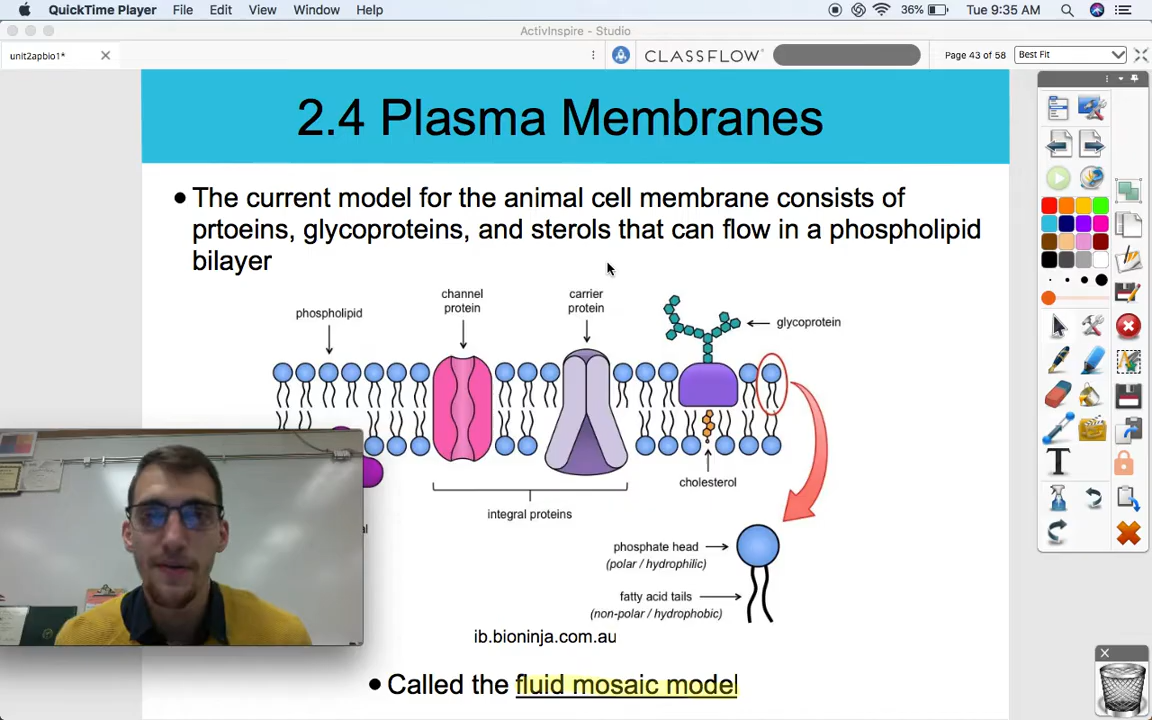 QuickTime Player File Edit View Window Help 36% Tue 9:35 AM
ActivInspire - Studio
unit2apbio1* CLASSFLOW Page 43 of 58 Best Fit
2.4 Plasma Membranes
• The current model for the animal cell membrane consists of
prtoeins, glycoproteins, and sterols that can flow in a phospholipid
bilayer
phospholipid
channel
protein
carrier
protein
glycoprotein
cholesterol
integral proteins
al
phosphate head
(polar / hydrophilic)
fatty acid tails
(non-polar / hydrophobic)
ib.bioninja.com.au
• Called the fluid mosaic model